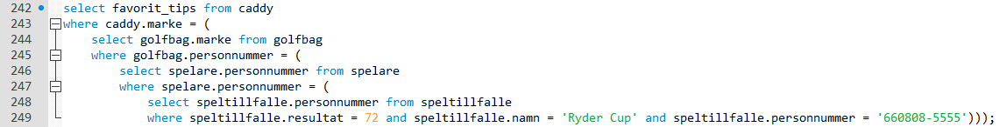 242 select favorit_tips from caddy
243 where caddy.marke = (
244 select golfbag.marke from golfbag
245 where golfbag.personnummer = (
246 select spelare.personnummer from spelare
247 where spelare.personnummer = (
248 select speltillfalle.personnummer from speltillfalle
249 where speltillfalle.resultat = 72 and speltillfalle.namn = 'Ryder Cup' and speltillfalle.personnummer = '660808-5555')));